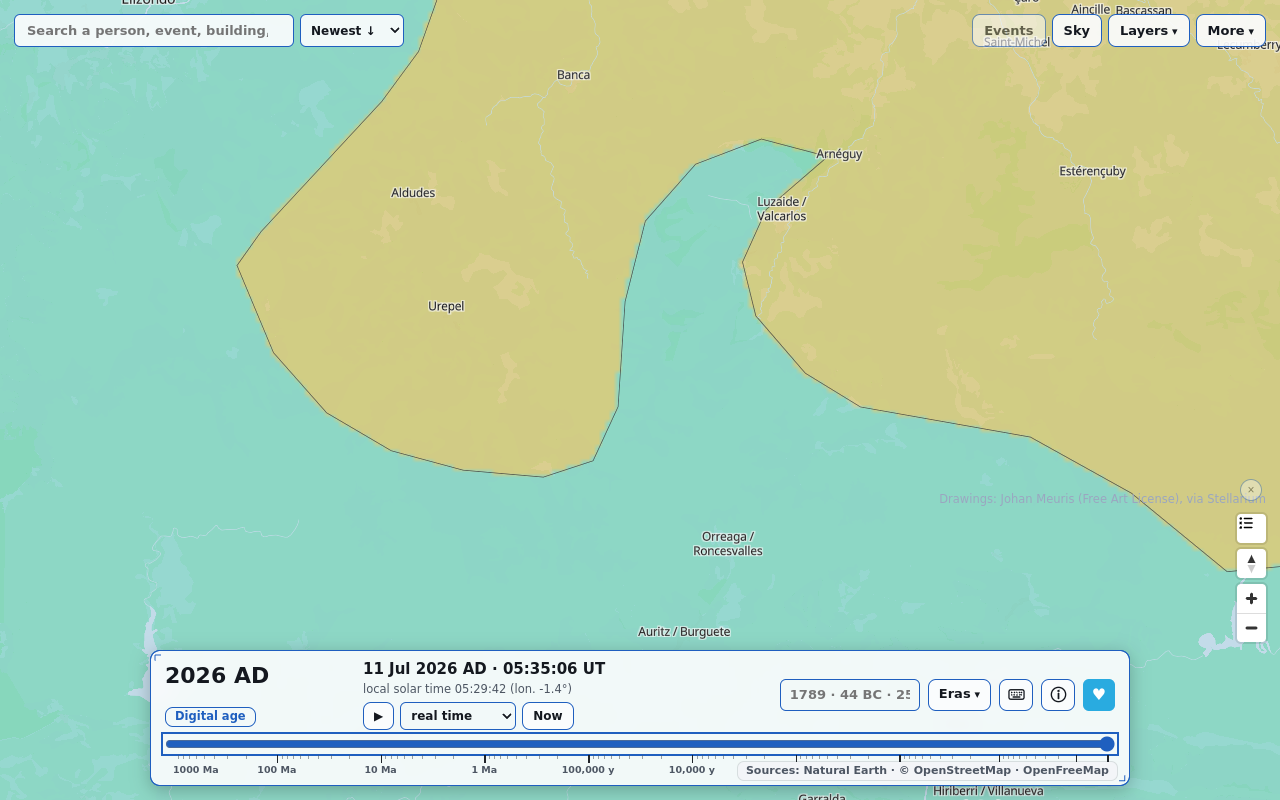 Elizondo
Aincille
Bascassan
Search a person, event, building,
Newest ↓
Events
Sky
Layers ▾
More ▾
Saint-Michel
Lecumberry
Banca
Arnéguy
Estérençuby
Aldudes
Luzaide /
Valcarlos
Urepel
Drawings: Johan Meuris (Free Art License), via Stellarium
Orreaga /
Roncesvalles
Auritz / Burguete
2026 AD
11 Jul 2026 AD · 05:35:06 UT
local solar time 05:29:42 (lon. -1.4°)
Digital age
real time
Now
1789 · 44 BC · 25
Eras ▾
1000 Ma
100 Ma
10 Ma
1 Ma
100,000 y
10,000 y
Sources: Natural Earth · © OpenStreetMap · OpenFreeMap
Garralda
Hiriberri / Villanueva